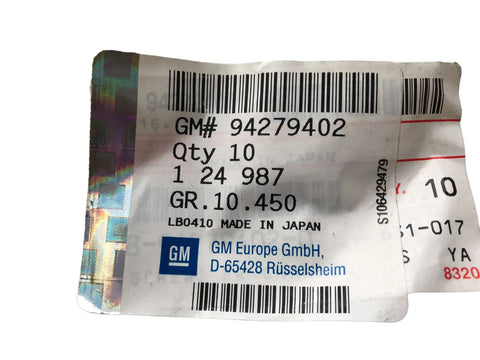 GM# 94279402
Qty 10
1 24 987
GR.10.450
LB0410 MADE IN JAPAN
GM
GM Europe GmbH,
D-65428 Rüsselsheim
S106429479
10
S1-017
S YA
8320